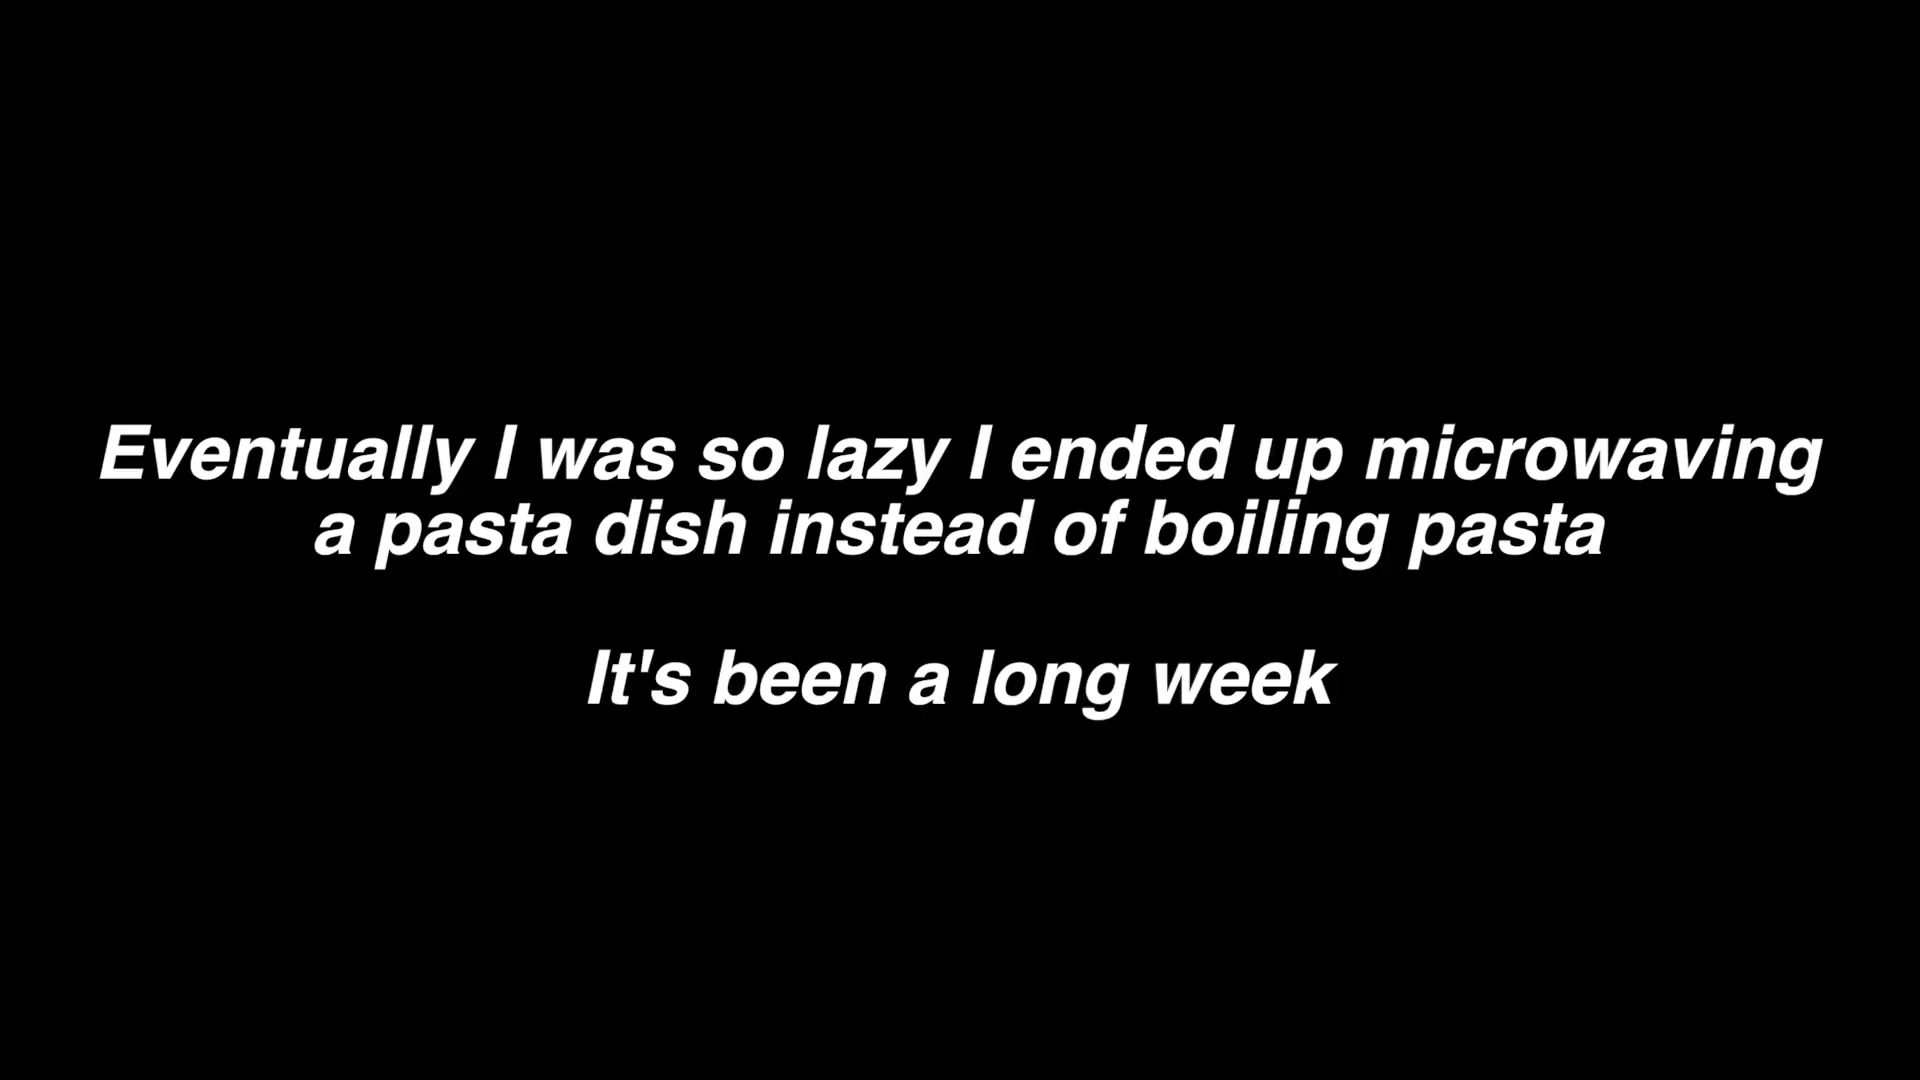 Eventually I was so lazy I ended up microwaving
a pasta dish instead of boiling pasta
It's been a long week